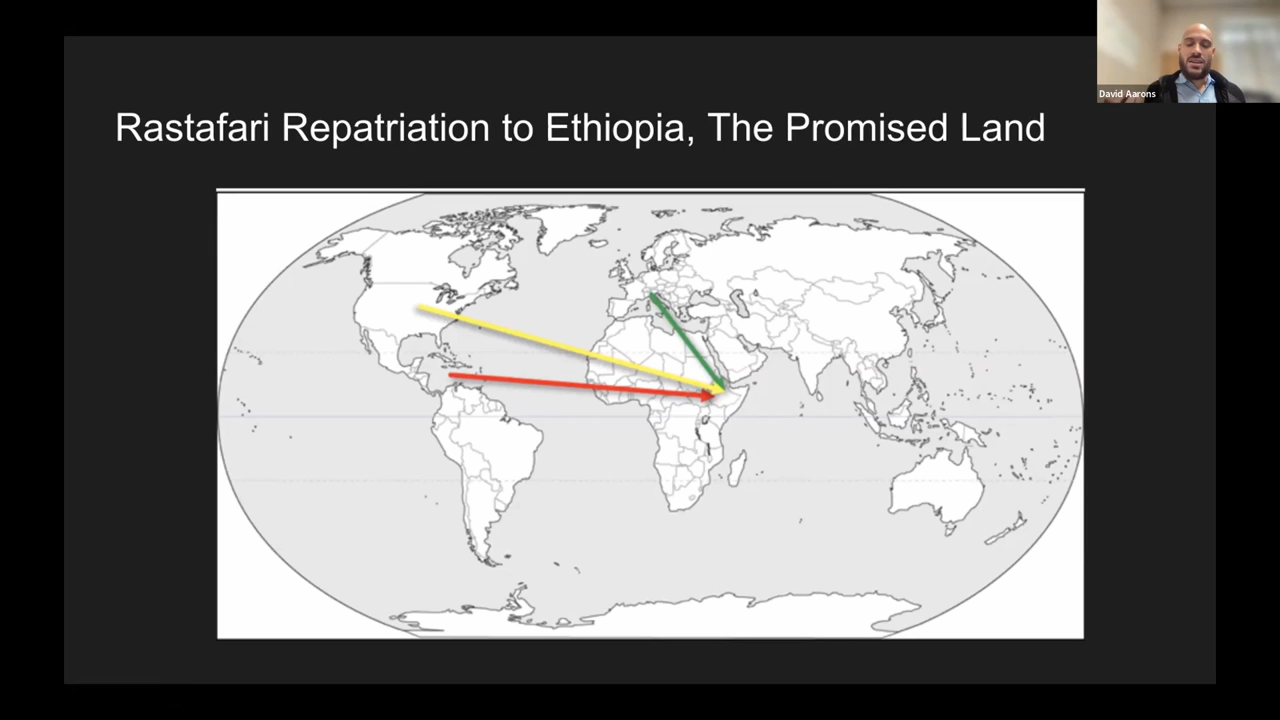 Rastafari Repatriation to Ethiopia, The Promised Land
David Aarons